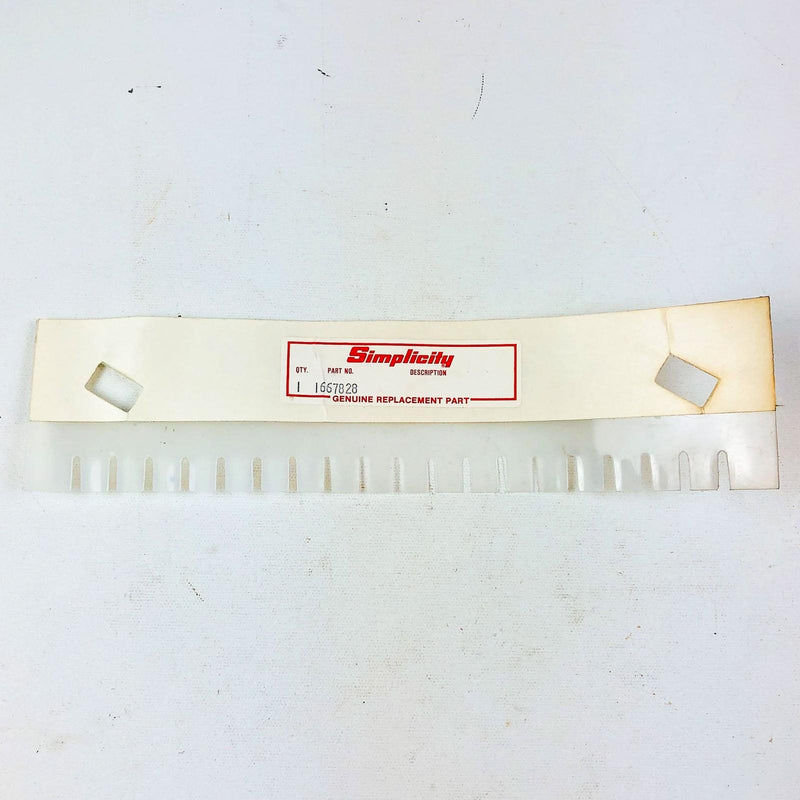 Simplicity
QTY. PART NO. DESCRIPTION
1 1667828
GENUINE REPLACEMENT PART